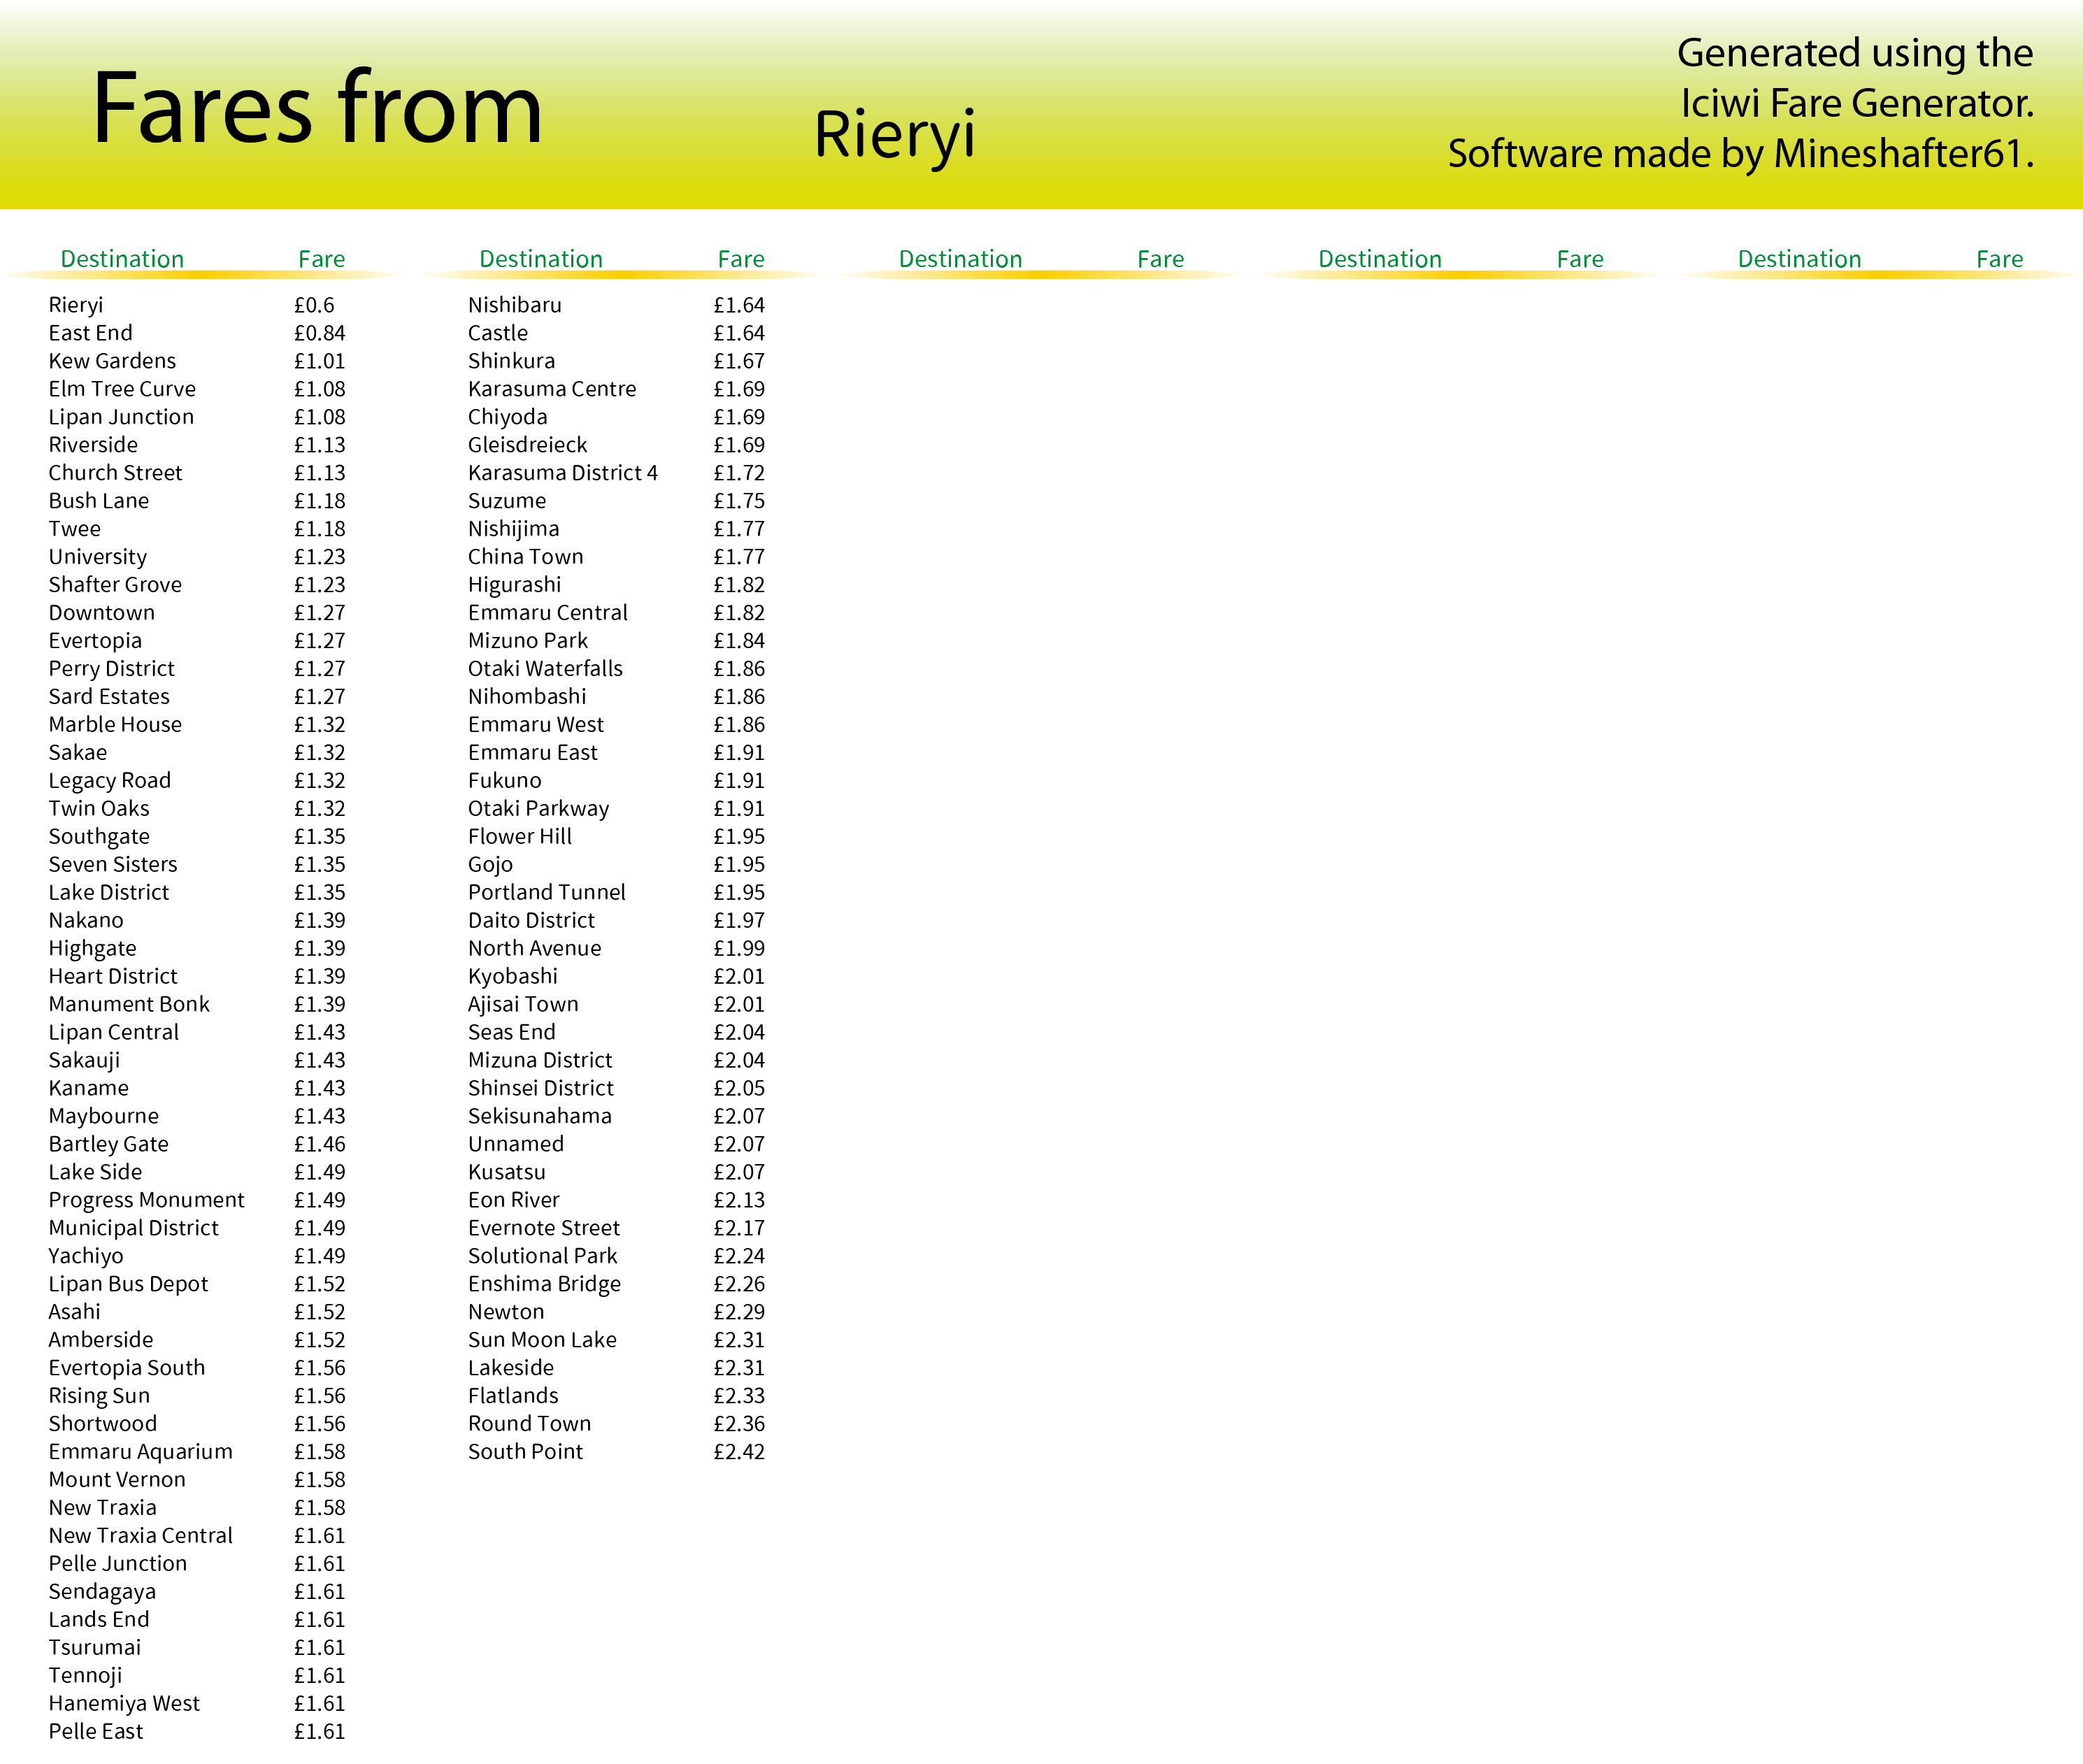 Fares from
Rieryi
Generated using the
Iciwi Fare Generator.
Software made by Mineshafter61.
Destination Fare
Rieryi £0.6
East End £0.84
Kew Gardens £1.01
Elm Tree Curve £1.08
Lipan Junction £1.08
Riverside £1.13
Church Street £1.13
Bush Lane £1.18
Twee £1.18
University £1.23
Shafter Grove £1.23
Downtown £1.27
Evertopia £1.27
Perry District £1.27
Sard Estates £1.27
Marble House £1.32
Sakae £1.32
Legacy Road £1.32
Twin Oaks £1.32
Southgate £1.35
Seven Sisters £1.35
Lake District £1.35
Nakano £1.39
Highgate £1.39
Heart District £1.39
Manument Bonk £1.39
Lipan Central £1.43
Sakauji £1.43
Kaname £1.43
Maybourne £1.43
Bartley Gate £1.46
Lake Side £1.49
Progress Monument £1.49
Municipal District £1.49
Yachiyo £1.49
Lipan Bus Depot £1.52
Asahi £1.52
Amberside £1.52
Evertopia South £1.56
Rising Sun £1.56
Shortwood £1.56
Emmaru Aquarium £1.58
Mount Vernon £1.58
New Traxia £1.58
New Traxia Central £1.61
Pelle Junction £1.61
Sendagaya £1.61
Lands End £1.61
Tsurumai £1.61
Tennoji £1.61
Hanemiya West £1.61
Pelle East £1.61
Destination Fare
Nishibaru £1.64
Castle £1.64
Shinkura £1.67
Karasuma Centre £1.69
Chiyoda £1.69
Gleisdreieck £1.69
Karasuma District 4 £1.72
Suzume £1.75
Nishijima £1.77
China Town £1.77
Higurashi £1.82
Emmaru Central £1.82
Mizuno Park £1.84
Otaki Waterfalls £1.86
Nihombashi £1.86
Emmaru West £1.86
Emmaru East £1.91
Fukuno £1.91
Otaki Parkway £1.91
Flower Hill £1.95
Gojo £1.95
Portland Tunnel £1.95
Daito District £1.97
North Avenue £1.99
Kyobashi £2.01
Ajisai Town £2.01
Seas End £2.04
Mizuna District £2.04
Shinsei District £2.05
Sekisunahama £2.07
Unnamed £2.07
Kusatsu £2.07
Eon River £2.13
Evernote Street £2.17
Solutional Park £2.24
Enshima Bridge £2.26
Newton £2.29
Sun Moon Lake £2.31
Lakeside £2.31
Flatlands £2.33
Round Town £2.36
South Point £2.42
Destination Fare
Destination Fare
Destination Fare